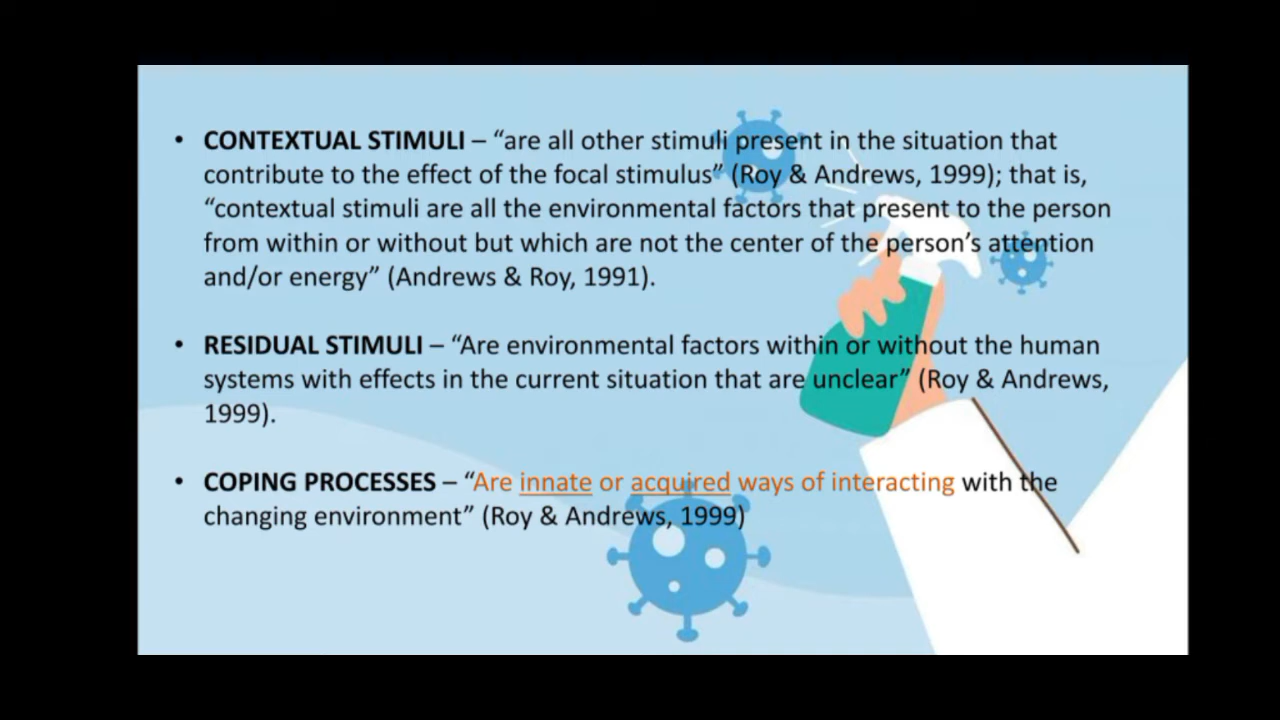 • CONTEXTUAL STIMULI – “are all other stimuli present in the situation that
contribute to the effect of the focal stimulus” (Roy & Andrews, 1999); that is,
“contextual stimuli are all the environmental factors that present to the person
from within or without but which are not the center of the person’s attention
and/or energy” (Andrews & Roy, 1991).
• RESIDUAL STIMULI – “Are environmental factors within or without the human
systems with effects in the current situation that are unclear” (Roy & Andrews,
1999).
• COPING PROCESSES – “Are innate or acquired ways of interacting with the
changing environment” (Roy & Andrews, 1999)